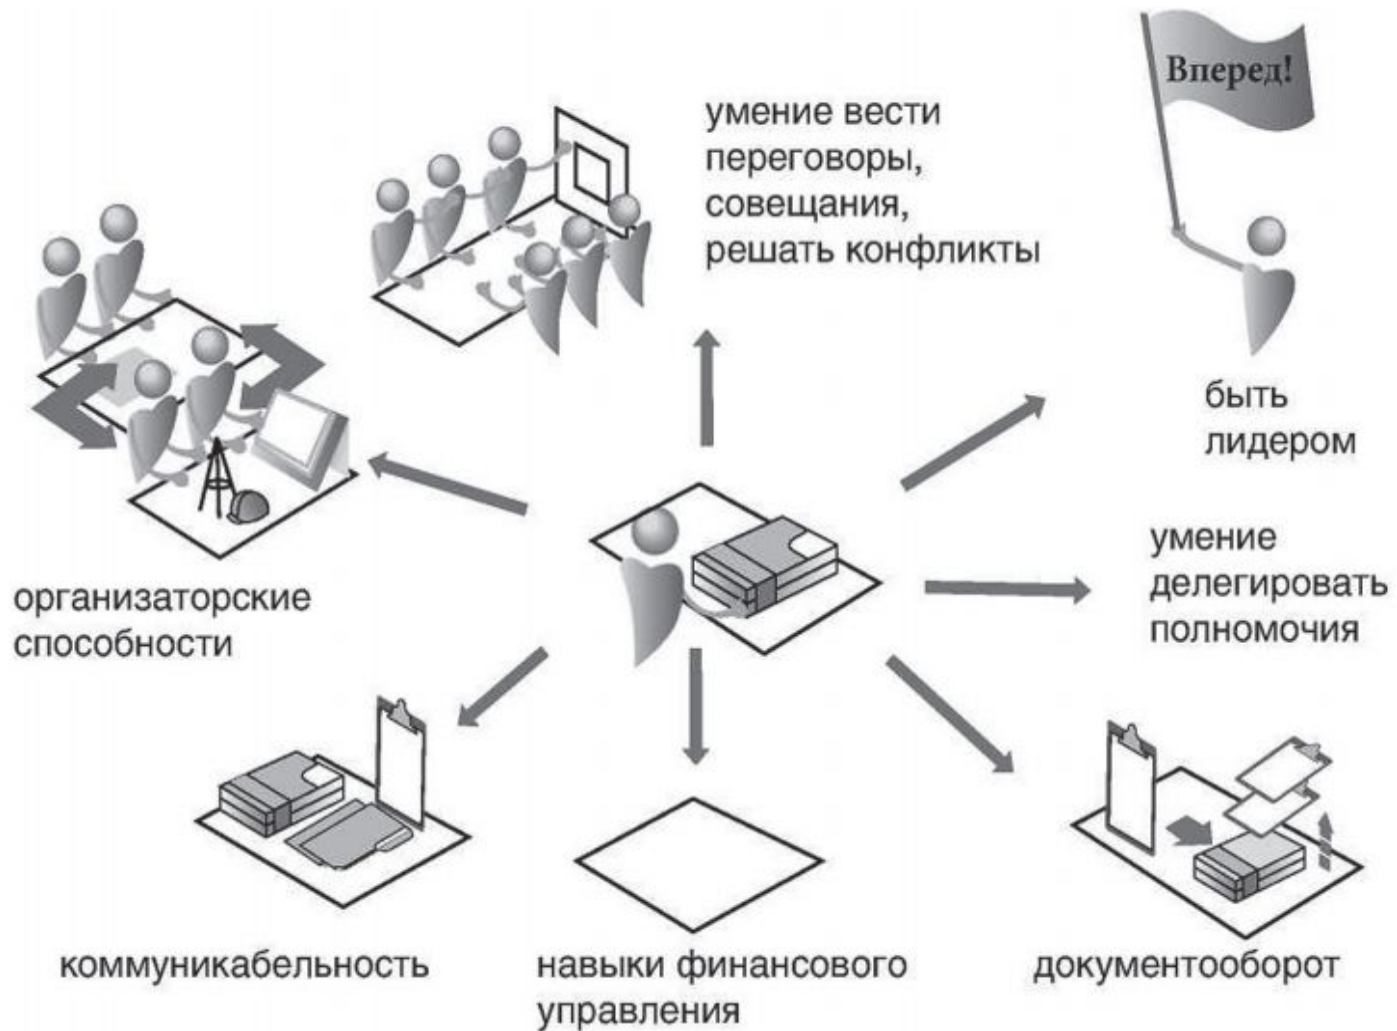 Вперед!
умение вести
переговоры,
совещания,
решать конфликты
быть
лидером
умение
делегировать
полномочия
организаторские
способности
коммуникабельность
навыки финансового
управления
документооборот